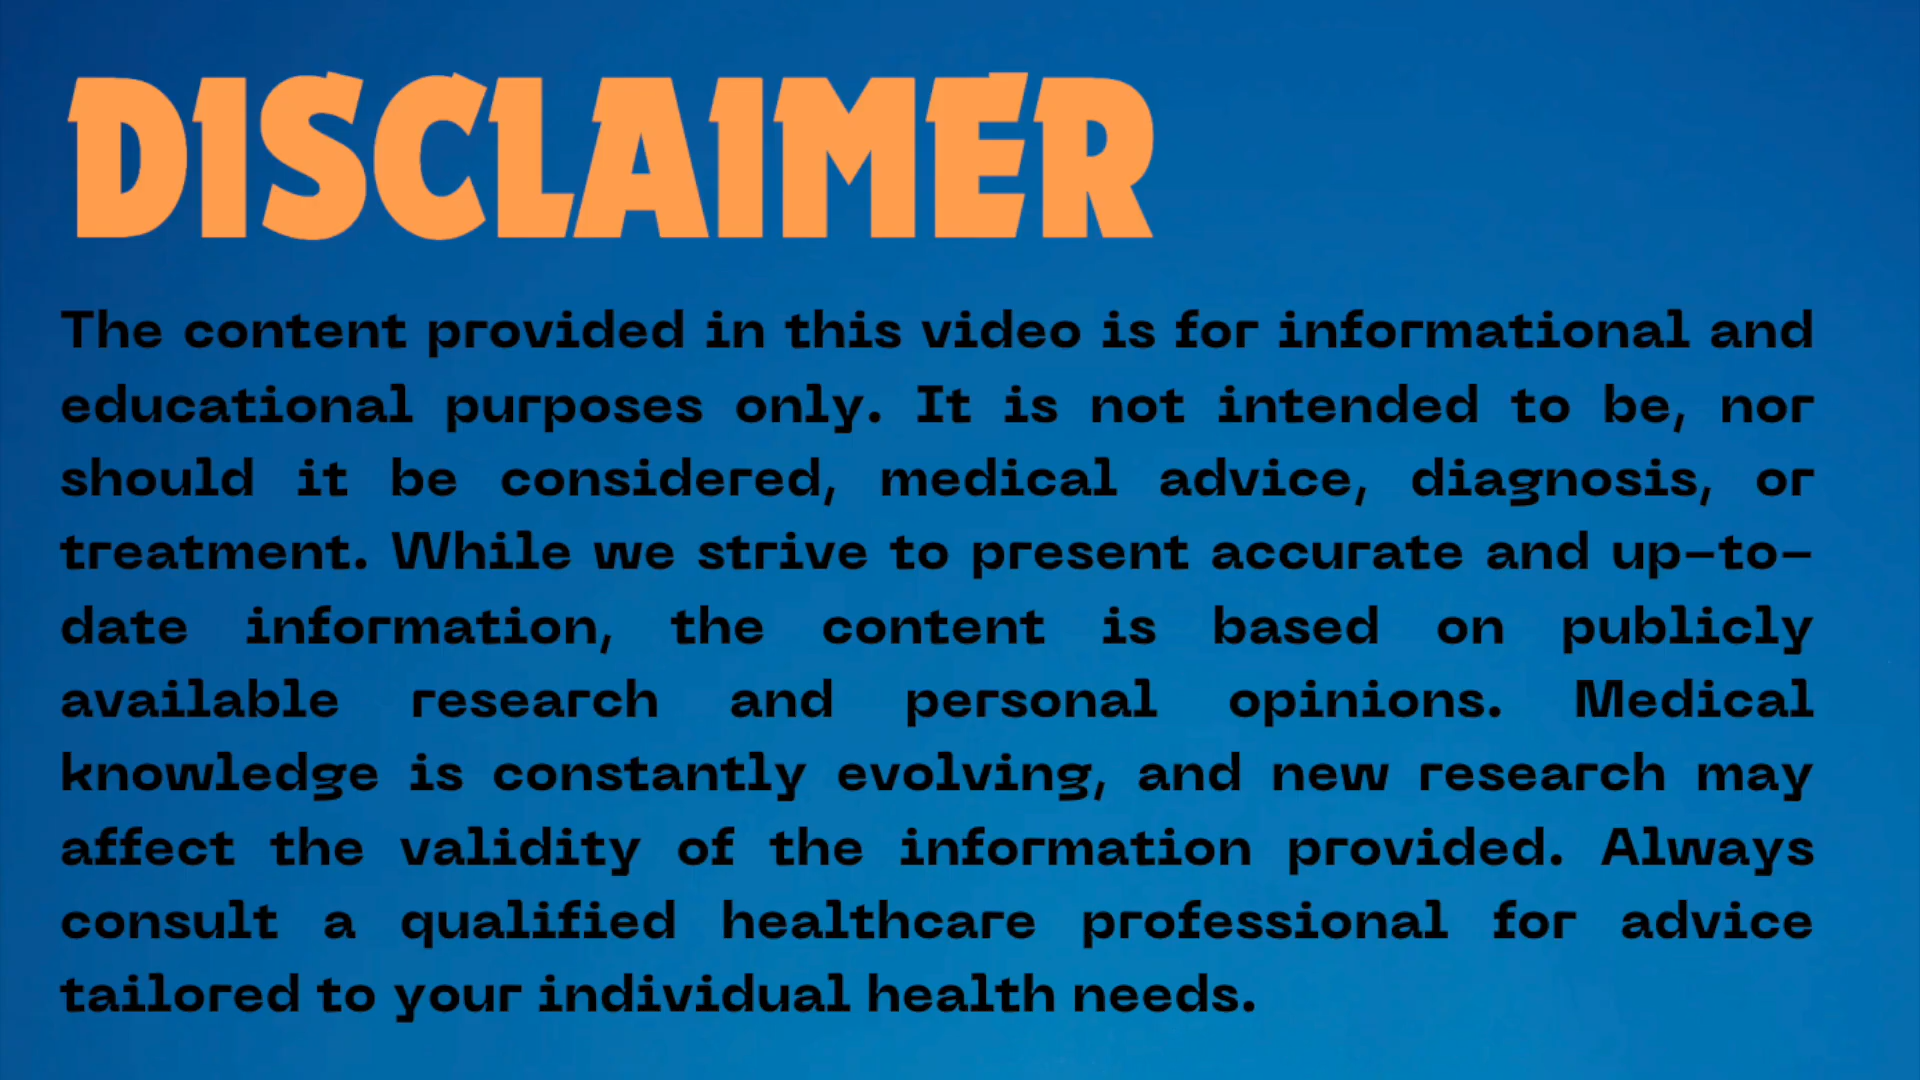 DISCLAIMER
The content provided in this video is for informational and
educational purposes only. It is not intended to be, nor
should it be considered, medical advice, diagnosis, or
treatment. While we strive to present accurate and up-to-
date information, the content is based on publicly
available research and personal opinions. Medical
knowledge is constantly evolving, and new research may
affect the validity of the information provided. Always
consult a qualified healthcare professional for advice
tailored to your individual health needs.